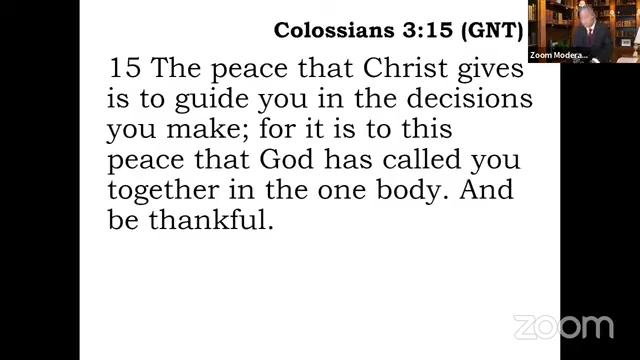 Colossians 3:15 (GNT)
15 The peace that Christ gives
is to guide you in the decisions
you make; for it is to this
peace that God has called you
together in the one body. And
be thankful.
Zoom Modera...
zoom